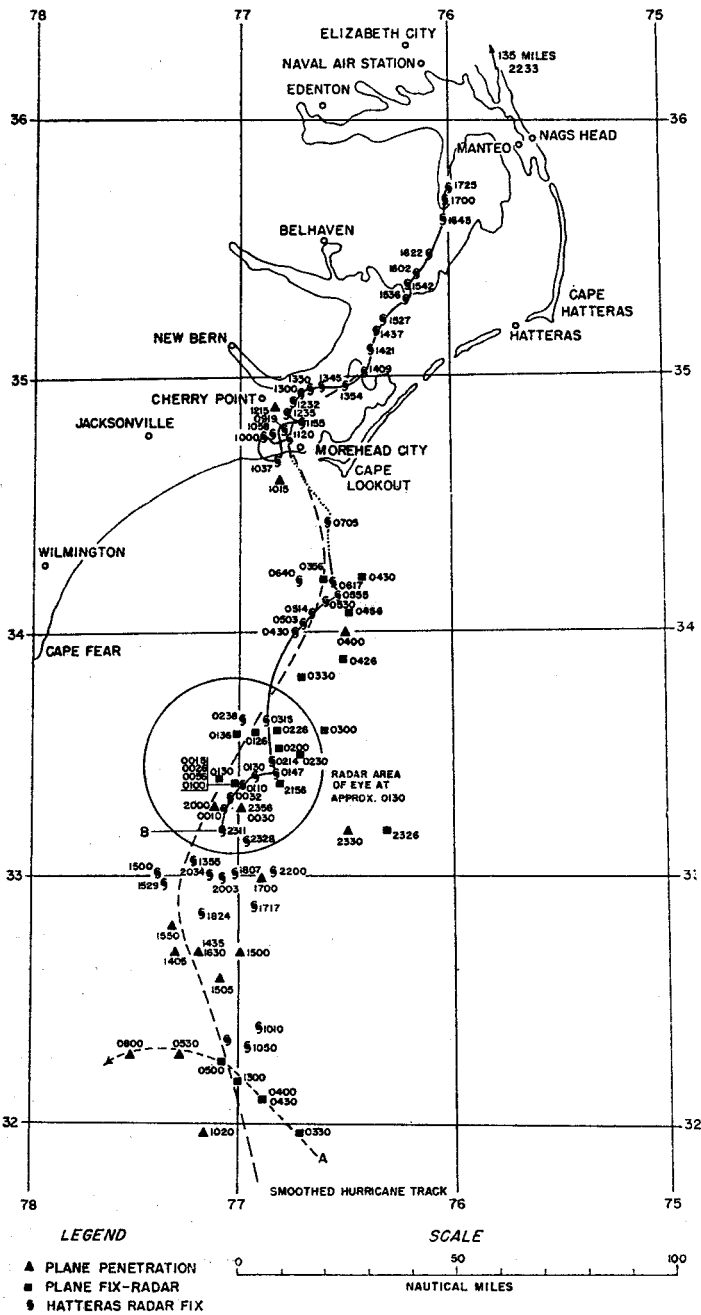 78 77 76 75
ELIZABETH CITY
NAVAL AIR STATION
135 MILES
2233
EDENTON
36
NAGS HEAD
MANTEO
1725
1700
1645
BELHAVEN
1622
1602
1542
1536
CAPE
HATTERAS
1527
HATTERAS
1437
NEW BERN
1421
1409
35 35
1330 1345
1300
1354
CHERRY POINT
1232
1215
1235
0919
1155
1058
JACKSONVILLE
1000
1120
MOREHEAD CITY
1037
CAPE
LOOKOUT
1015
0705
WILMINGTON
0640
0356
0430
0617
0555
0530
0514
0456
0503
0430
0400
34 34
CAPE FEAR
0426
0330
0238
0315
0136
0126
0226
0300
0200
0230
0015
0026
0056
0100
0130
0130
0214
0147
RADAR AREA
OF EYE AT
APPROX. 0130
0110
2156
0032
2000
0010
2356
0030
B
2311
2328
2330
2326
1355
1500
2034
1807
2200
33
1529
2003
1700
1717
1824
1550
1435
1630
1500
1405
1505
1010
1050
0800
0530
0500
1300
0400
0430
32 32
1020
0330
A
SMOOTHED HURRICANE TRACK
78 77 76 75
LEGEND
SCALE
PLANE PENETRATION
0 50 100
PLANE FIX-RADAR
NAUTICAL MILES
HATTERAS RADAR FIX